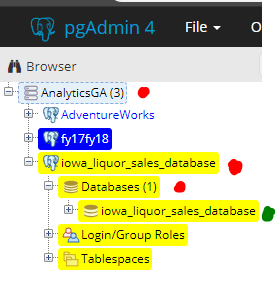 pgAdmin 4
File
O
Browser
AnalyticsGA (3)
AdventureWorks
fy17fy18
iowa_liquor_sales_database
Databases (1)
iowa_liquor_sales_database
Login/Group Roles
Tablespaces